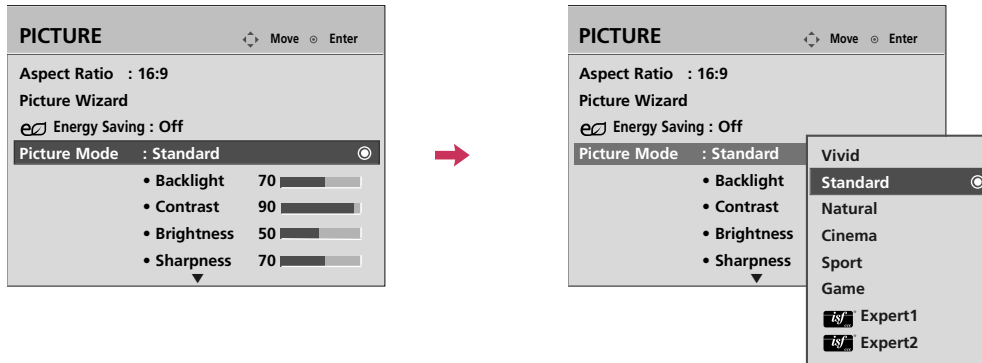 PICTURE Move Enter
Aspect Ratio : 16:9
Picture Wizard
Energy Saving : Off
Picture Mode : Standard
• Backlight 70
• Contrast 90
• Brightness 50
• Sharpness 70
PICTURE Move Enter
Aspect Ratio : 16:9
Picture Wizard
Energy Saving : Off
Picture Mode : Standard
• Backlight
• Contrast
• Brightness
• Sharpness
Vivid
Standard
Natural
Cinema
Sport
Game
isf Expert1
isf Expert2